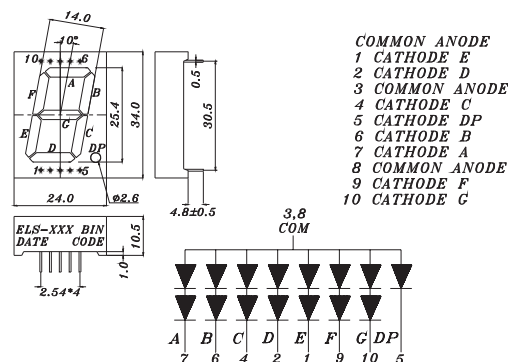 14.0
10°
10 6
A
F B
G
E C
D DP
1 5
25.4
34.0
24.0
ø2.6
0.5
30.5
4.8±0.5
COMMON ANODE
1 CATHODE E
2 CATHODE D
3 COMMON ANODE
4 CATHODE C
5 CATHODE DP
6 CATHODE B
7 CATHODE A
8 COMMON ANODE
9 CATHODE F
10 CATHODE G
ELS-XXX BIN
DATE CODE
10.5
1.0
2.54*4
3,8
COM
A B C D E F G DP
7 6 4 2 1 9 10 5